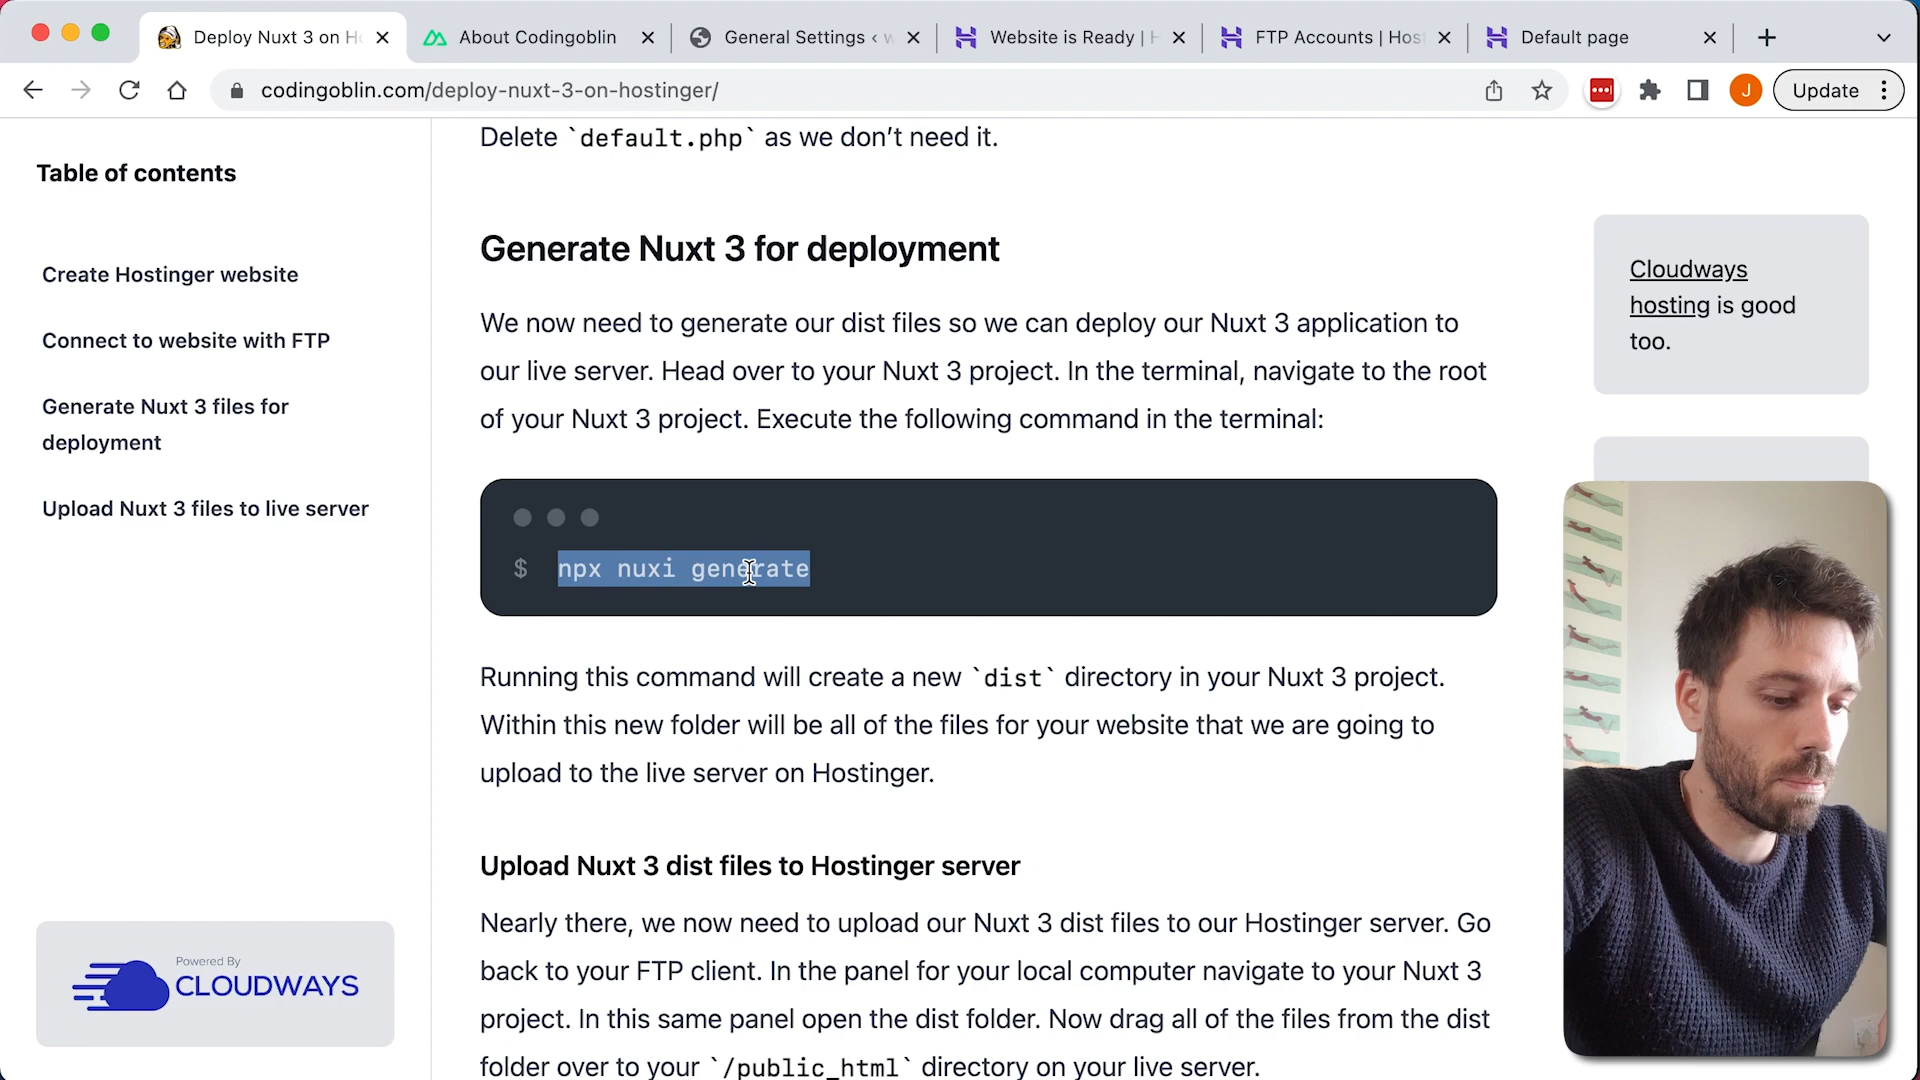 Deploy Nuxt 3 on Ho
About Codingoblin
General Settings ‹ w
Website is Ready | H
FTP Accounts | Host
Default page
codingoblin.com/deploy-nuxt-3-on-hostinger/
J
Update
Table of contents
Create Hostinger website
Connect to website with FTP
Generate Nuxt 3 files for
deployment
Upload Nuxt 3 files to live server
Powered By
CLOUDWAYS
Delete `default.php` as we don’t need it.
Generate Nuxt 3 for deployment
We now need to generate our dist files so we can deploy our Nuxt 3 application to
our live server. Head over to your Nuxt 3 project. In the terminal, navigate to the root
of your Nuxt 3 project. Execute the following command in the terminal:
$ npx nuxi generate
Running this command will create a new `dist` directory in your Nuxt 3 project.
Within this new folder will be all of the files for your website that we are going to
upload to the live server on Hostinger.
Upload Nuxt 3 dist files to Hostinger server
Nearly there, we now need to upload our Nuxt 3 dist files to our Hostinger server. Go
back to your FTP client. In the panel for your local computer navigate to your Nuxt 3
project. In this same panel open the dist folder. Now drag all of the files from the dist
folder over to your `/public_html` directory on your live server.
Cloudways
hosting is good
too.